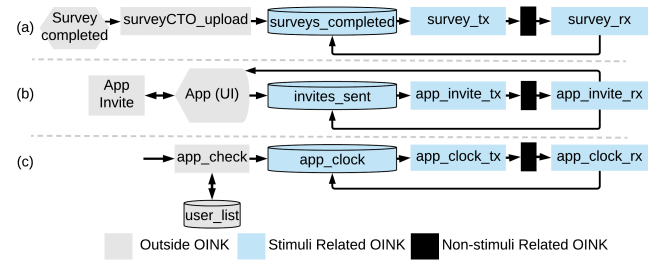 (a) Survey completed surveyCTO_upload surveys_completed survey_tx survey_rx
(b) App Invite App (UI) invites_sent app_invite_tx app_invite_rx
(c) app_check app_clock app_clock_tx app_clock_rx
user_list
Outside OINK Stimuli Related OINK Non-stimuli Related OINK